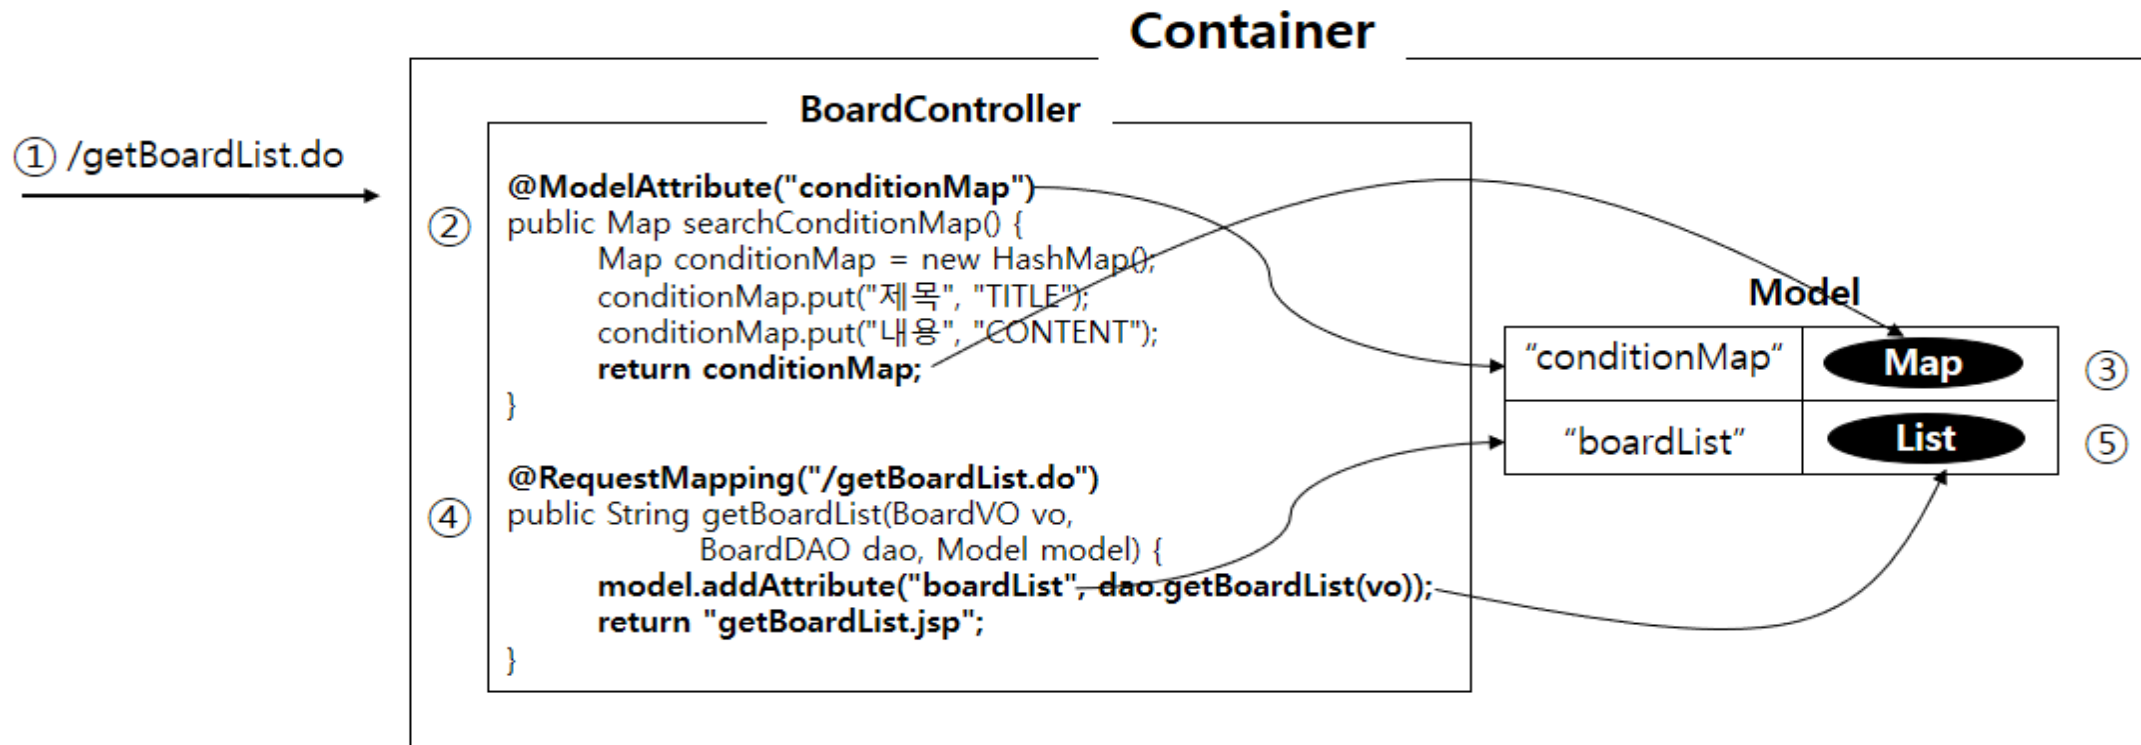 Container
BoardController
① /getBoardList.do
@ModelAttribute("conditionMap")
② public Map searchConditionMap() {
Map conditionMap = new HashMap();
conditionMap.put("제목", "TITLE");
conditionMap.put("내용", "CONTENT");
return conditionMap;
}
@RequestMapping("/getBoardList.do")
④ public String getBoardList(BoardVO vo,
BoardDAO dao, Model model) {
model.addAttribute("boardList", dao.getBoardList(vo));
return "getBoardList.jsp";
}
Model
“conditionMap“ Map ③
“boardList” List ⑤